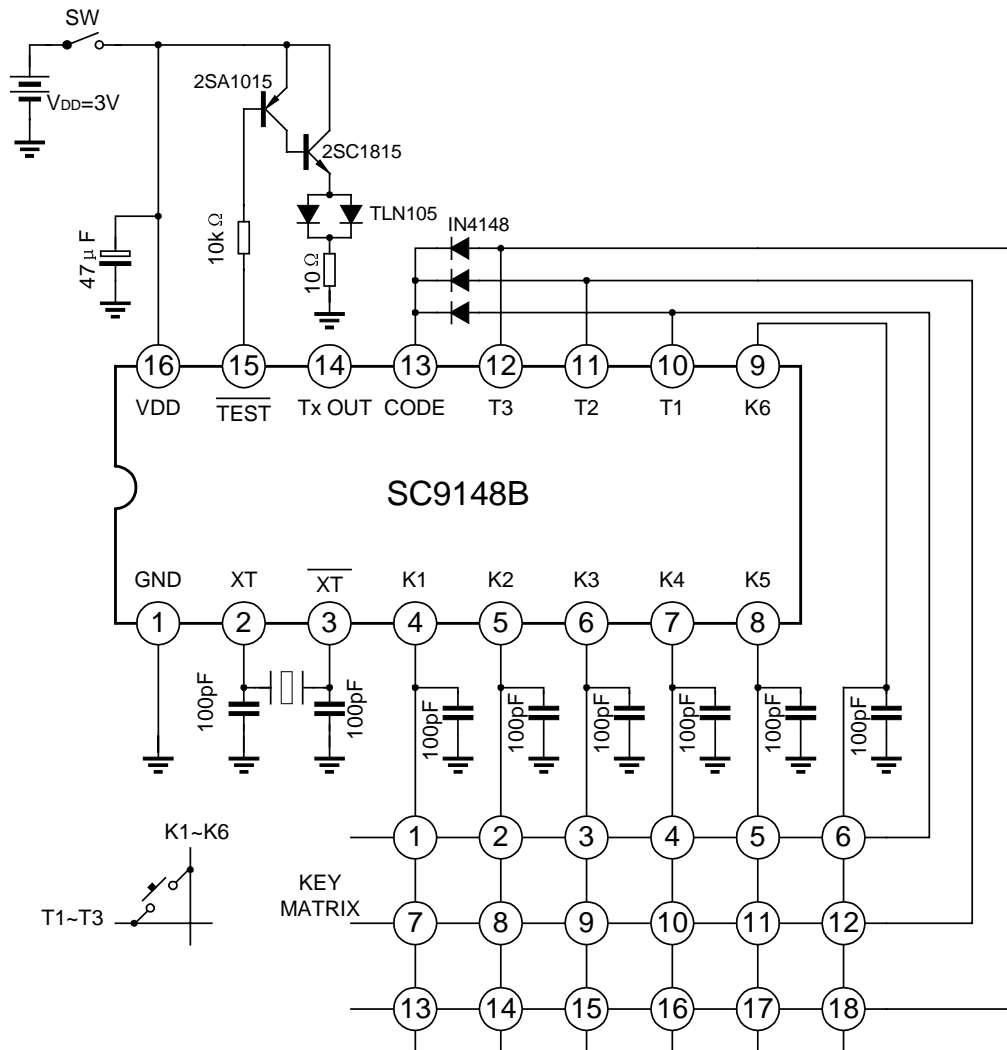 SW
2SA1015
VDD=3V
2SC1815
TLN105
IN4148
10kΩ
10Ω
47μF
16 15 14 13 12 11 10 9
VDD TEST Tx OUT CODE T3 T2 T1 K6
SC9148B
GND XT XT K1 K2 K3 K4 K5
1 2 3 4 5 6 7 8
100pF 100pF 100pF 100pF 100pF 100pF 100pF 100pF
K1~K6
1 2 3 4 5 6
KEY
MATRIX
T1~T3
7 8 9 10 11 12
13 14 15 16 17 18